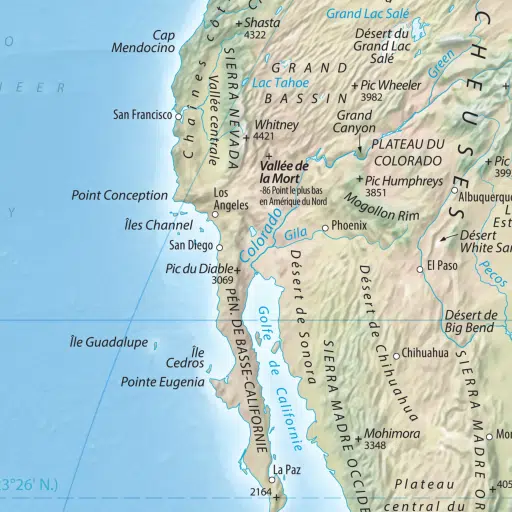 Shasta
4322
Grand Lac Salé
Cap
Mendocino
Désert du
Grand Lac
Salé
Green
CHEUSES
Chaînes côt
SIERRA NEVADA
Vallée centrale
Lac Tahoe
GRAND
BASSIN
Pic Wheeler
3982
San Francisco
Whitney
4421
Grand
Canyon
PLATEAU DU
COLORADO
Vallée de
la Mort
-86 Point le plus bas
en Amérique du Nord
Pic Humphreys
3851
Pic
399
Mogollon Rim
Albuquerque
Point Conception
Los
Angeles
Îles Channel
San Diego
Colorado
Gila
Phoenix
Désert
White San
El Paso
Pecos
Pic du Diable
3069
PÉN. DE BASSE-CALIFORNIE
Golfe de Californie
Désert de Sonora
SIERRA MADRE OCCIDE
Désert de Chihuahua
Désert de
Big Bend
Île Guadalupe
Île
Cedros
Pointe Eugenia
Chihuahua
SIERRA MADRE OR
Mohimora
3348
Mon
La Paz
2164
Plateau
central du
405
23°26' N.)